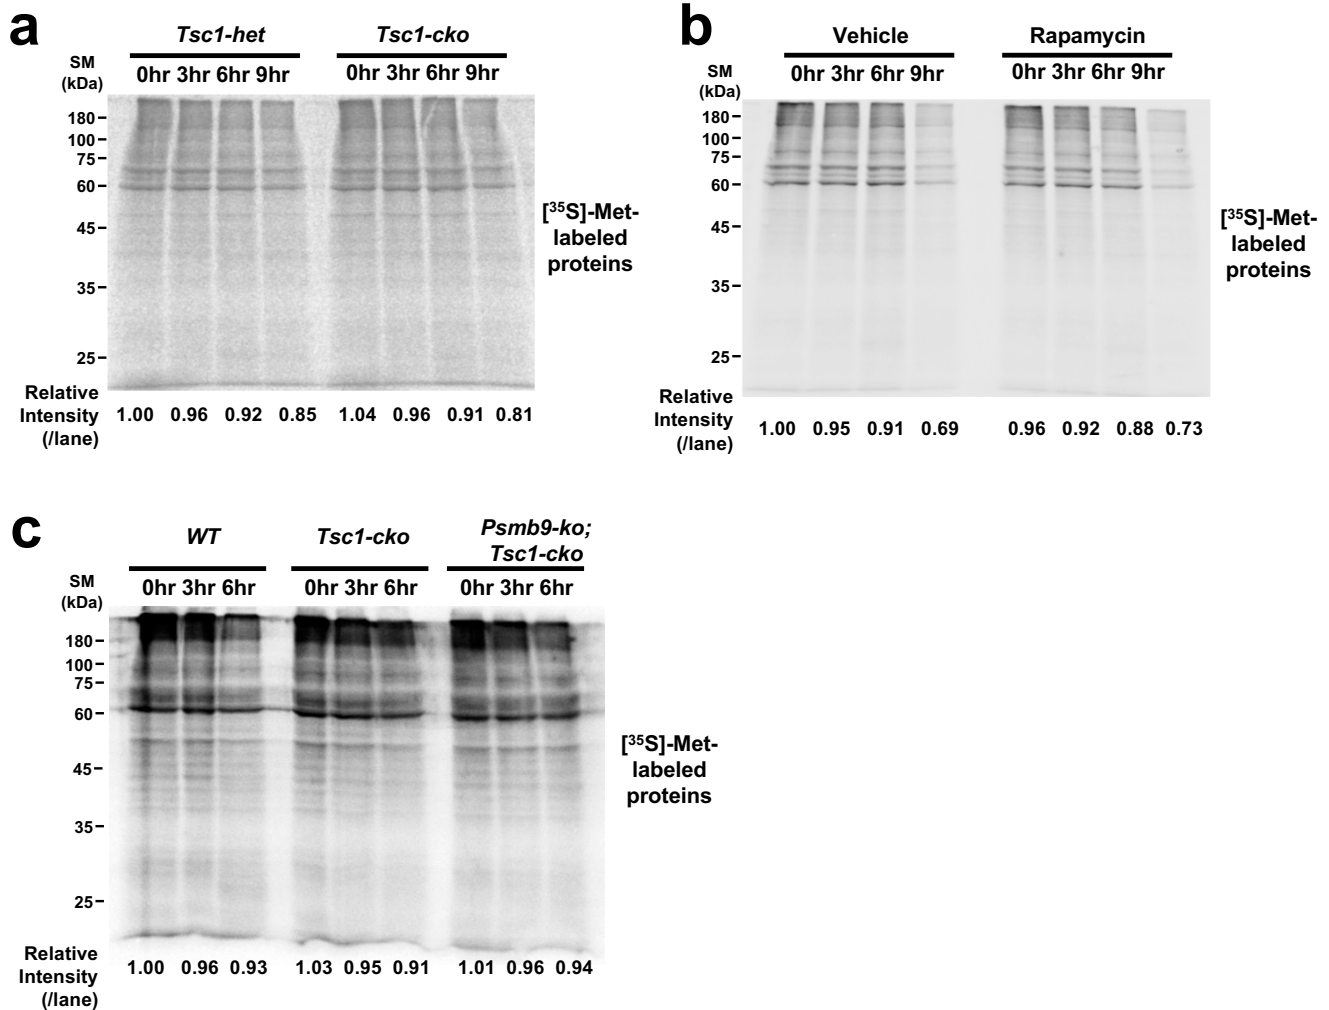 a
Tsc1-het Tsc1-cko
SM
(kDa)
0hr 3hr 6hr 9hr 0hr 3hr 6hr 9hr
180
100
75
60
45
35
25
[³⁵S]-Met-
labeled
proteins
Relative
Intensity
(/lane)
1.00 0.96 0.92 0.85 1.04 0.96 0.91 0.81
b
Vehicle Rapamycin
SM
(kDa)
0hr 3hr 6hr 9hr 0hr 3hr 6hr 9hr
180
100
75
60
45
35
25
[³⁵S]-Met-
labeled
proteins
Relative
Intensity
(/lane)
1.00 0.95 0.91 0.69 0.96 0.92 0.88 0.73
c
WT Tsc1-cko Psmb9-ko;
Tsc1-cko
SM
(kDa)
0hr 3hr 6hr 0hr 3hr 6hr 0hr 3hr 6hr
180
100
75
60
45
35
25
[³⁵S]-Met-
labeled
proteins
Relative
Intensity
(/lane)
1.00 0.96 0.93 1.03 0.95 0.91 1.01 0.96 0.94